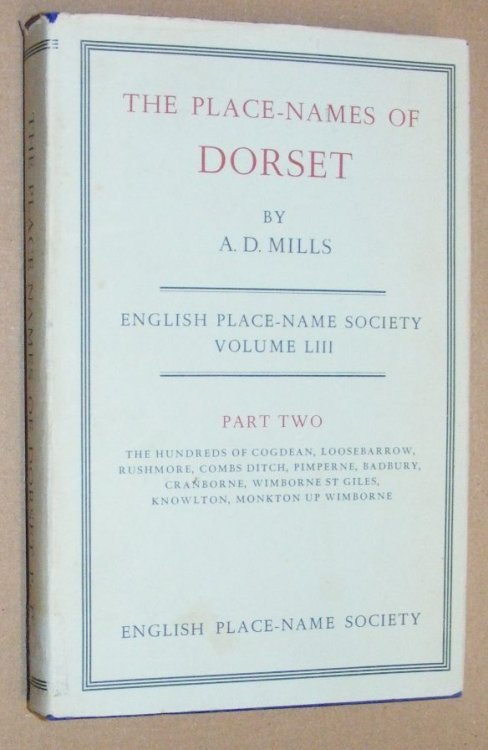 THE PLACE-NAMES OF
DORSET
BY
A. D. MILLS
ENGLISH PLACE-NAME SOCIETY
VOLUME LIII
PART TWO
THE HUNDREDS OF COGDEAN, LOOSEBARROW,
RUSHMORE, COMBS DITCH, PIMPERNE, BADBURY,
CRANBORNE, WIMBORNE ST GILES,
KNOWLTON, MONKTON UP WIMBORNE
ENGLISH PLACE-NAME SOCIETY
THE PLACE-NAMES OF DORSET